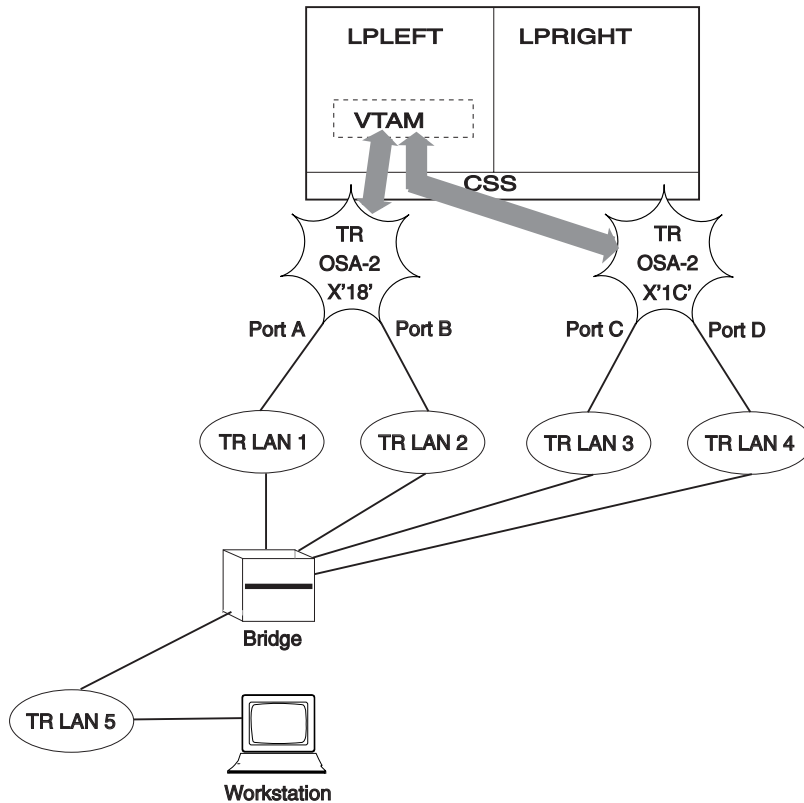 LPLEFT
LPRIGHT
VTAM
CSS
TR
OSA-2
X'18'
TR
OSA-2
X'1C'
Port A
Port B
Port C
Port D
TR LAN 1
TR LAN 2
TR LAN 3
TR LAN 4
Bridge
TR LAN 5
Workstation